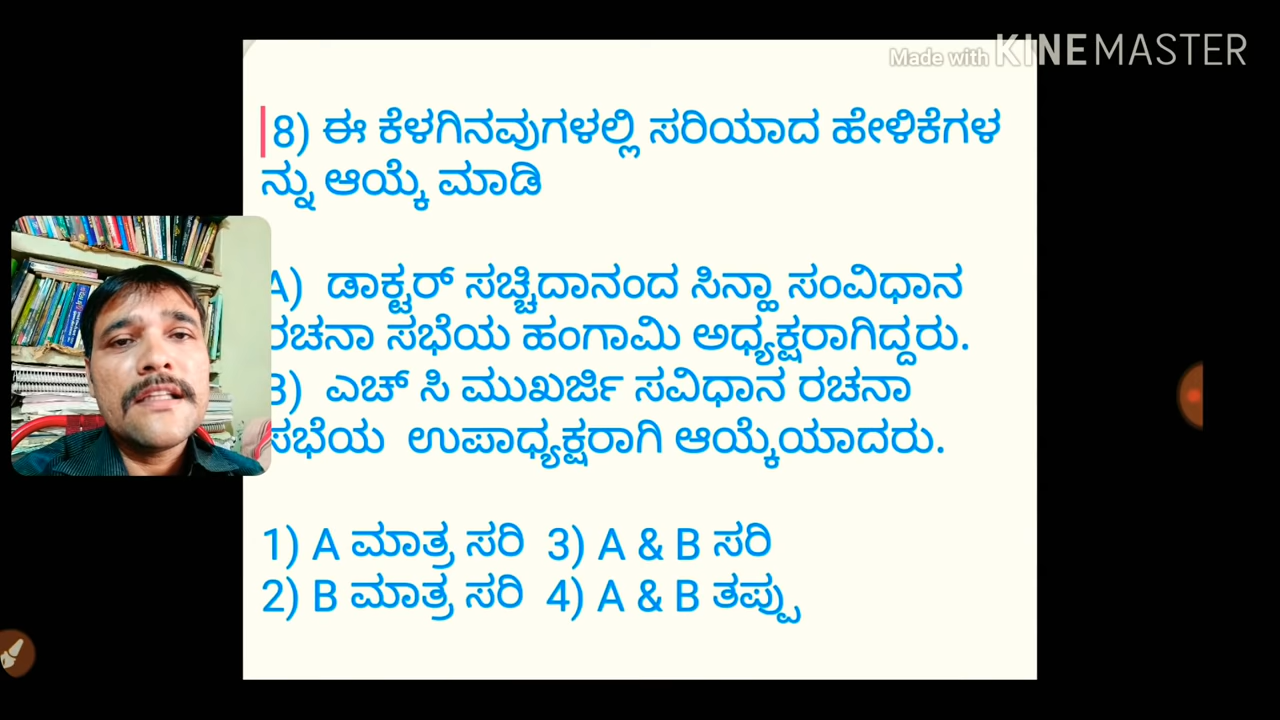 Made with KINEMASTER
8) ಈ ಕೆಳಗಿನವುಗಳಲ್ಲಿ ಸರಿಯಾದ ಹೇಳಿಕೆಗಳ
ನ್ನು ಆಯ್ಕೆ ಮಾಡಿ
A) ಡಾಕ್ಟರ್ ಸಚ್ಚಿದಾನಂದ ಸಿನ್ಹಾ ಸಂವಿಧಾನ
ರಚನಾ ಸಭೆಯ ಹಂಗಾಮಿ ಅಧ್ಯಕ್ಷರಾಗಿದ್ದರು.
B) ಎಚ್ ಸಿ ಮುಖರ್ಜಿ ಸವಿಧಾನ ರಚನಾ
ಸಭೆಯ ಉಪಾಧ್ಯಕ್ಷರಾಗಿ ಆಯ್ಕೆಯಾದರು.
1) A ಮಾತ್ರ ಸರಿ 3) A & B ಸರಿ
2) B ಮಾತ್ರ ಸರಿ 4) A & B ತಪ್ಪು